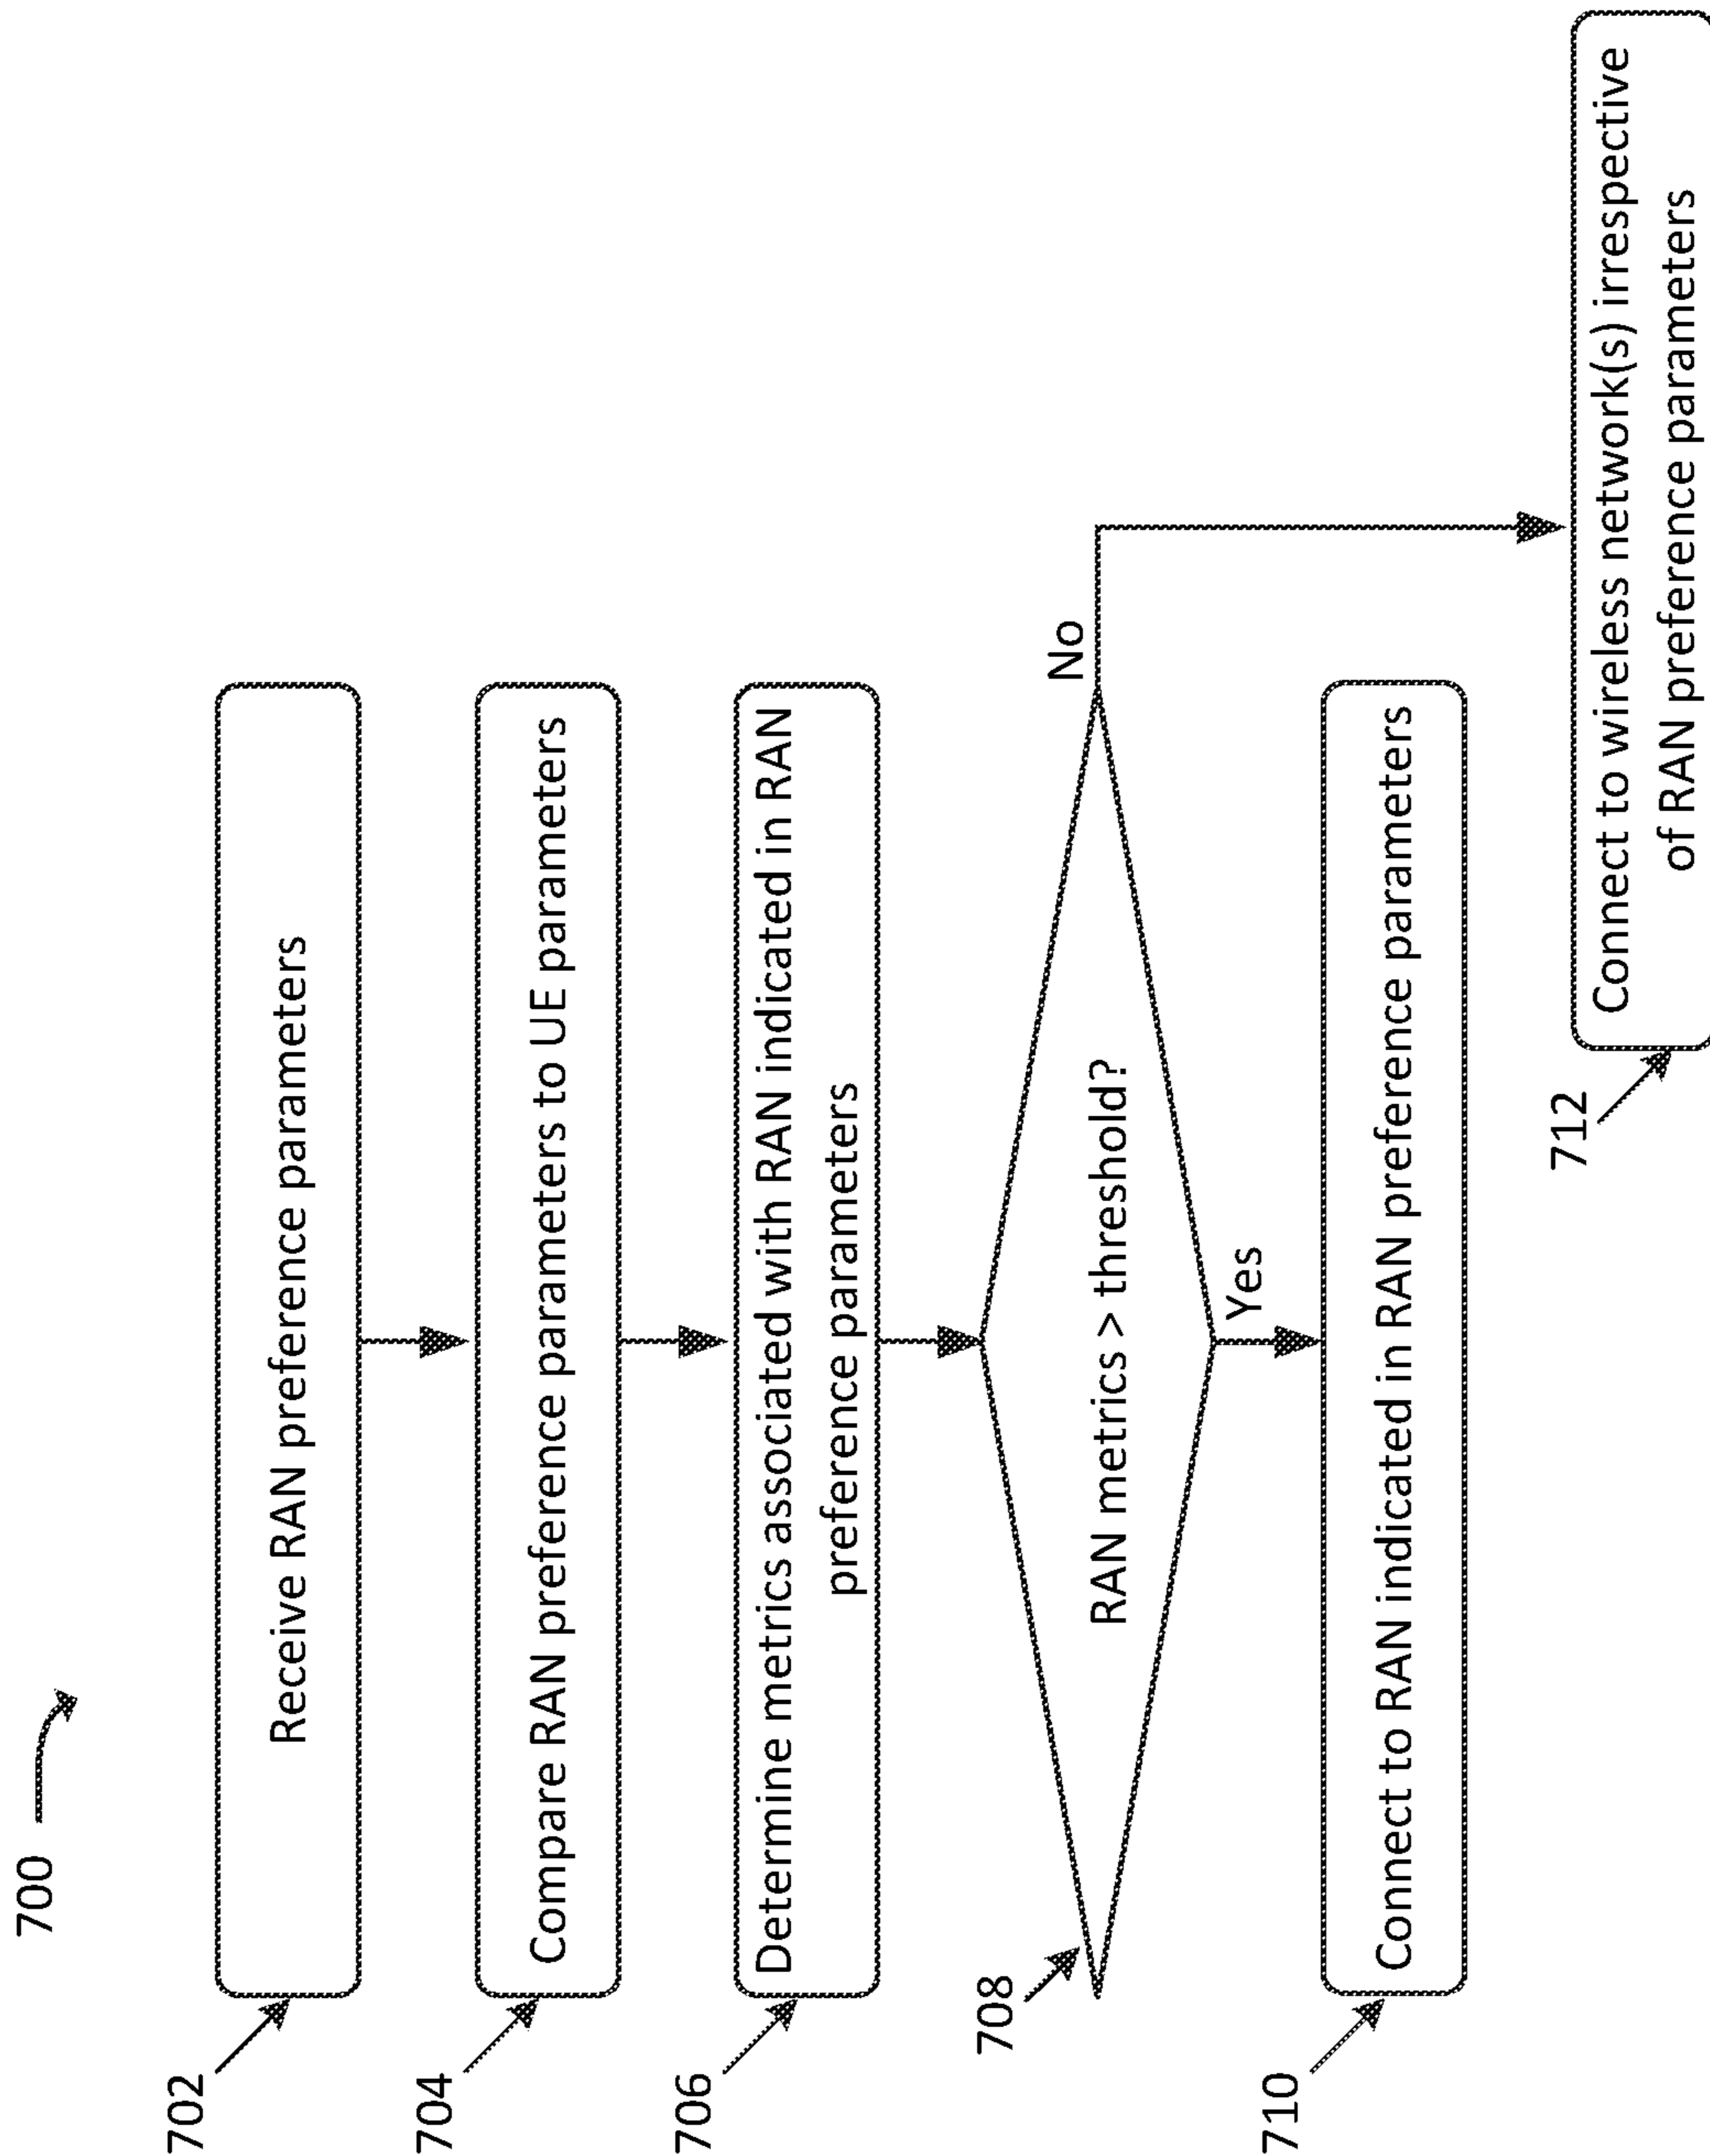 700
702
Receive RAN preference parameters
704
Compare RAN preference parameters to UE parameters
706
Determine metrics associated with RAN indicated in RAN
preference parameters
708
RAN metrics > threshold?
No
Yes
710
Connect to RAN indicated in RAN preference parameters
712
Connect to wireless network(s) irrespective
of RAN preference parameters